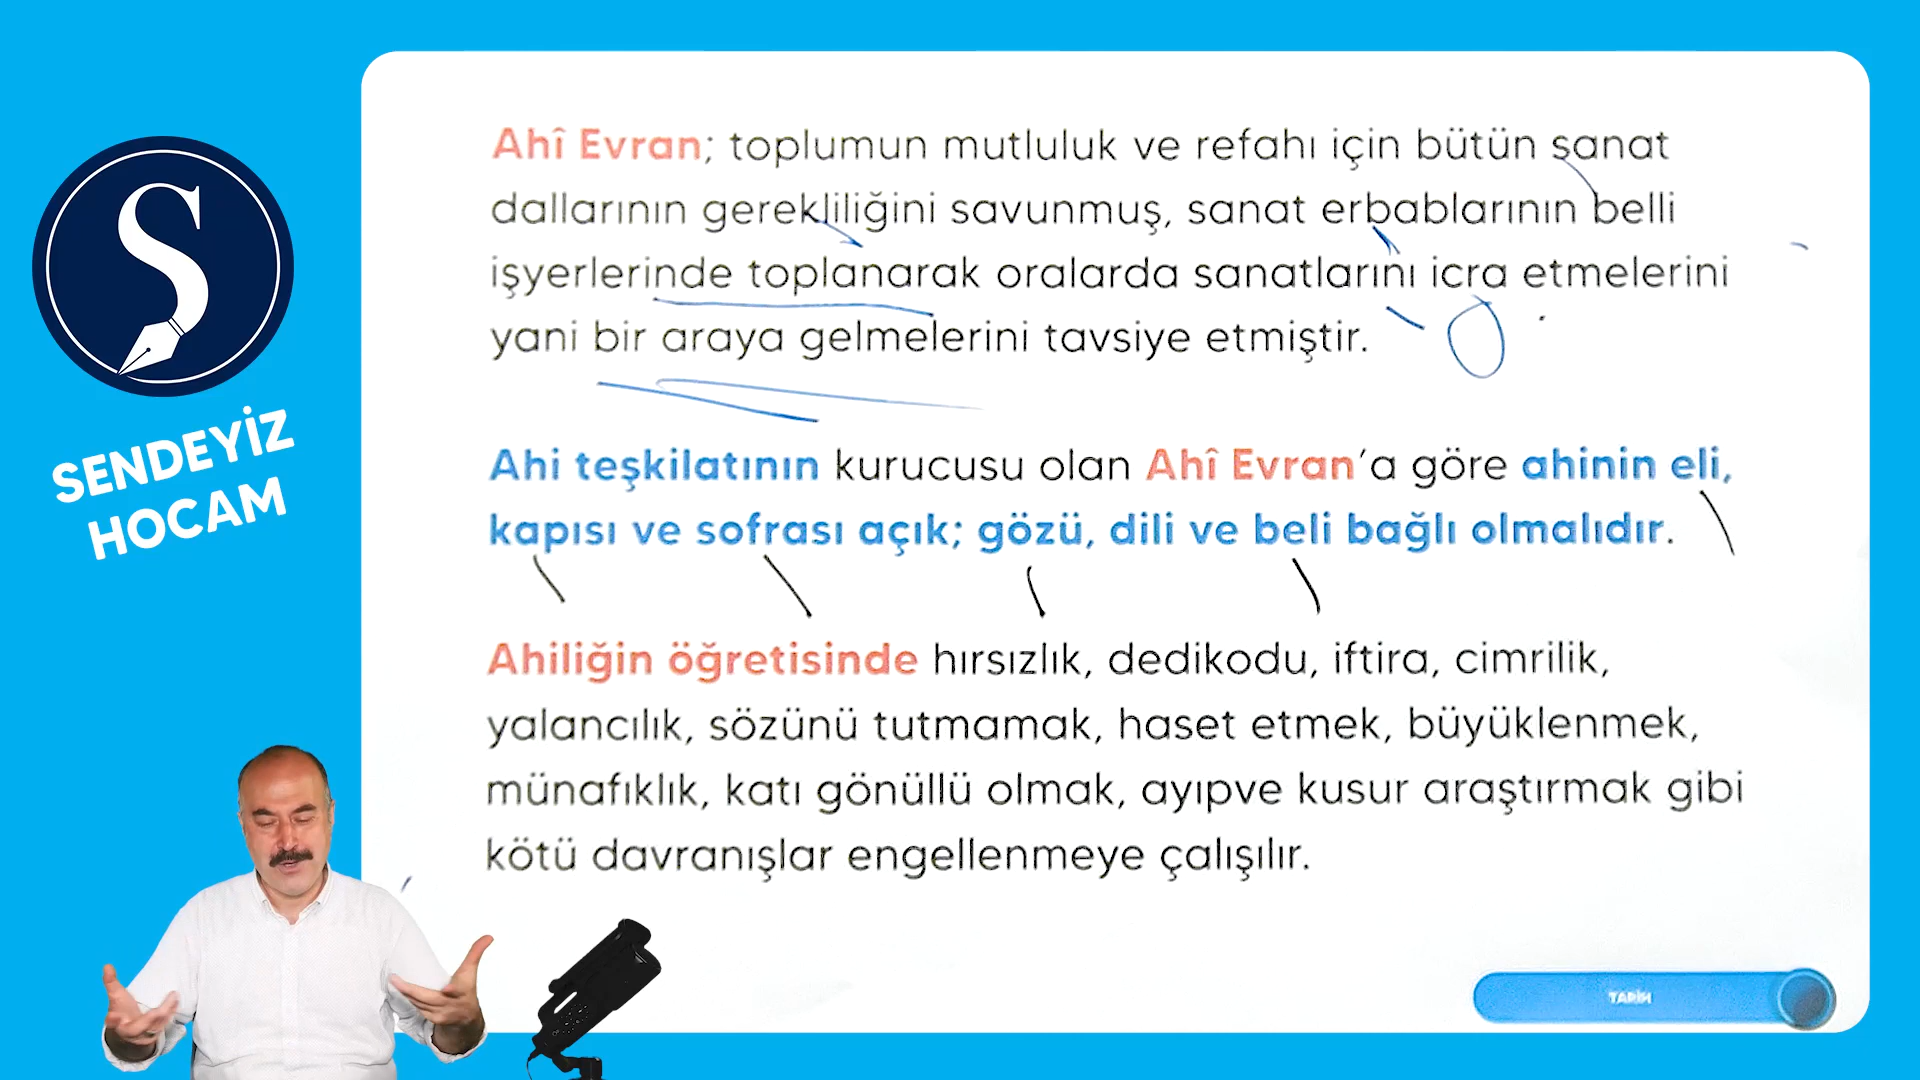 SENDEYİZ
HOCAM
Ahî Evran; toplumun mutluluk ve refahı için bütün sanat
dallarının gerekliliğini savunmuş, sanat erbablarının belli
işyerlerinde toplanarak oralarda sanatlarını icra etmelerini
yani bir araya gelmelerini tavsiye etmiştir.
Ahi teşkilatının kurucusu olan Ahî Evran'a göre ahinin eli,
kapısı ve sofrası açık; gözü, dili ve beli bağlı olmalıdır.
Ahiliğin öğretisinde hırsızlık, dedikodu, iftira, cimrilik,
yalancılık, sözünü tutmamak, haset etmek, büyüklenmek,
münafıklık, katı gönüllü olmak, ayıpve kusur araştırmak gibi
kötü davranışlar engellenmeye çalışılır.
TARİH